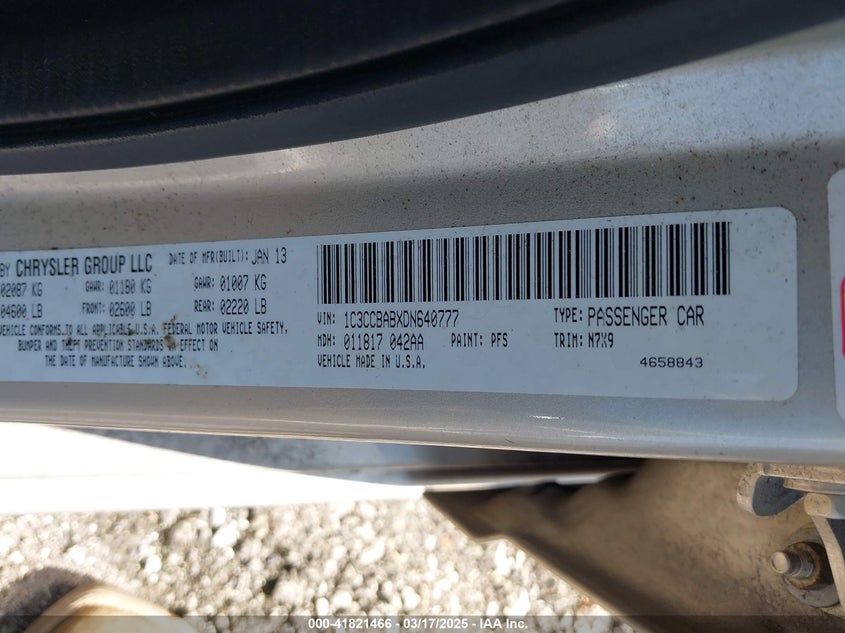 BY CHRYSLER GROUP LLC DATE OF MFR(BUILT): JAN 13
02087 KG GAWR: 01180 KG GAWR: 01007 KG
04600 LB FRONT: 02600 LB REAR: 02220 LB
VEHICLE CONFORMS TO ALL APPLICABLE U.S.A. FEDERAL MOTOR VEHICLE SAFETY,
BUMPER AND THEFT PREVENTION STANDARDS IN EFFECT ON
THE DATE OF MANUFACTURE SHOWN ABOVE.
VIN: 1C3CCBABXDN640777 TYPE: PASSENGER CAR
MDH: 011817 042AA PAINT: PFS TRIM: N7X9
VEHICLE MADE IN U.S.A. 4658843
000-41821466 - 03/17/2025 - IAA Inc.